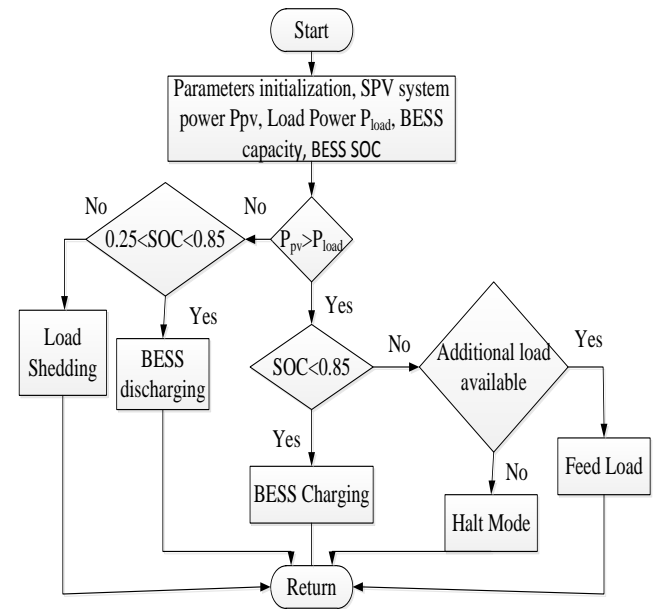 Start
Parameters initialization, SPV system
power Ppv, Load Power Pload, BESS
capacity, BESS SOC
No
No
0.25<SOC<0.85
Ppv>Pload
Yes
Yes
Load
Shedding
BESS
discharging
SOC<0.85
No
Additional load
available
Yes
Yes
No
BESS Charging
Halt Mode
Feed Load
Return